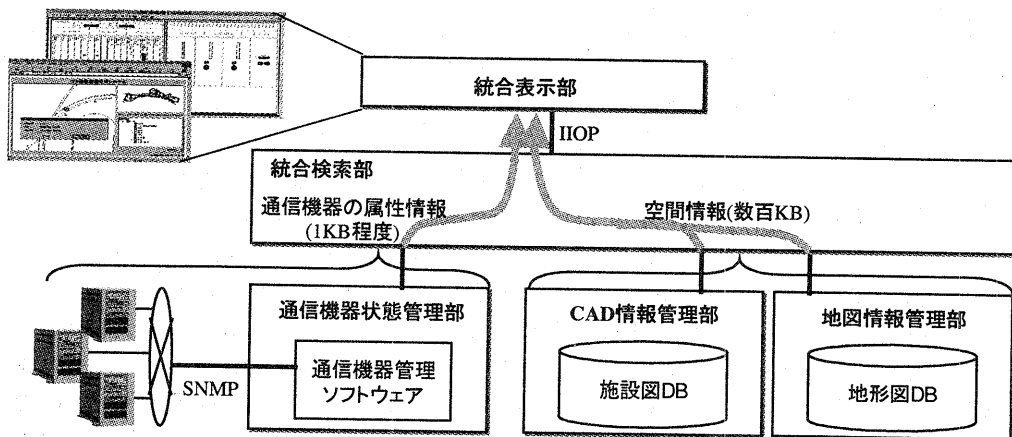 統合表示部
IIOP
統合検索部
通信機器の属性情報
(1KB程度)
空間情報(数百KB)
通信機器状態管理部
CAD情報管理部
地図情報管理部
通信機器管理
ソフトウェア
SNMP
施設図DB
地形図DB